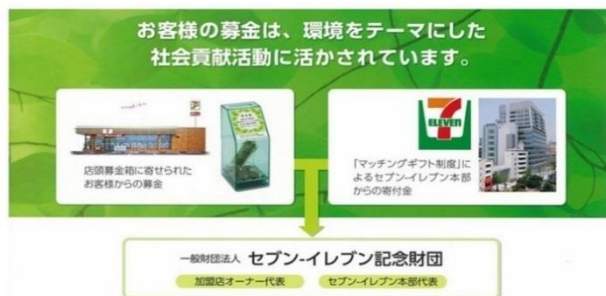 お客様の募金は、環境をテーマにした
社会貢献活動に活かされています。
店頭募金箱に寄せられた
お客様からの募金
7
ELEVEN
「マッチングギフト制度」に
よるセブン-イレブン本部
からの寄付金
一般財団法人 セブン-イレブン記念財団
加盟店オーナー代表
セブン-イレブン本部代表